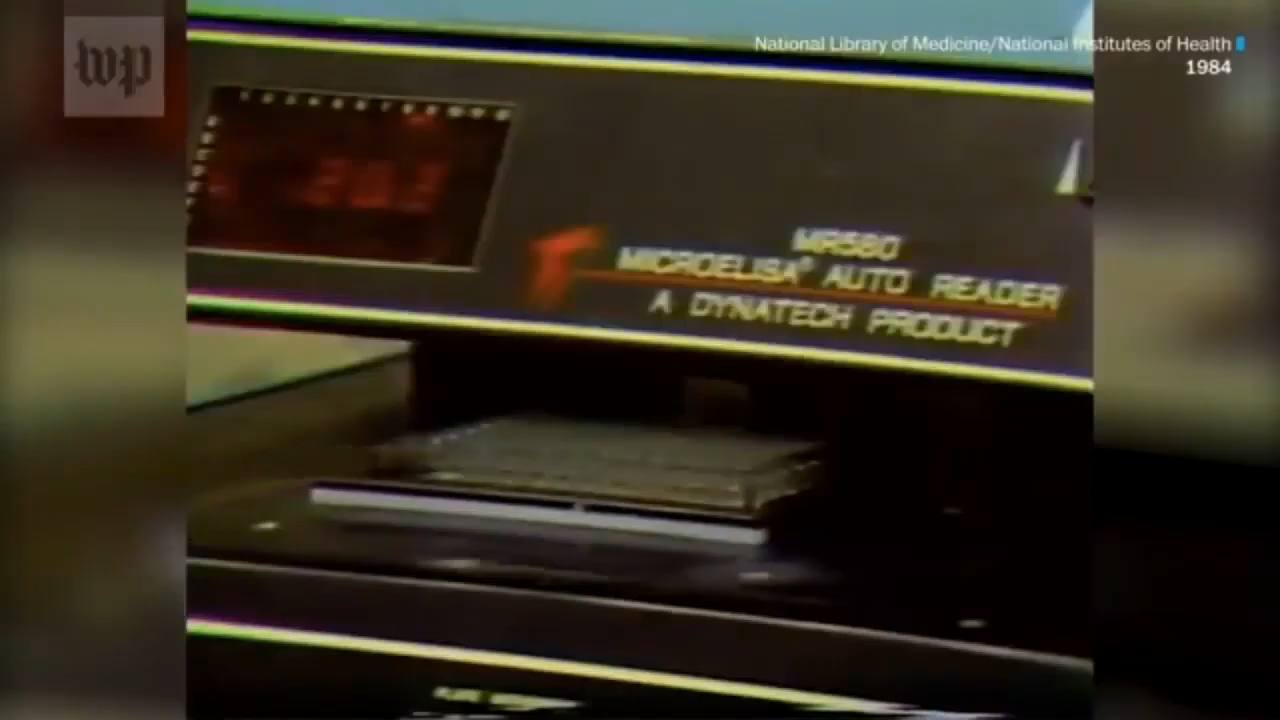 wp
National Library of Medicine/National Institutes of Health
1984
MR580
MICROELISA® AUTO READER
A DYNATECH PRODUCT